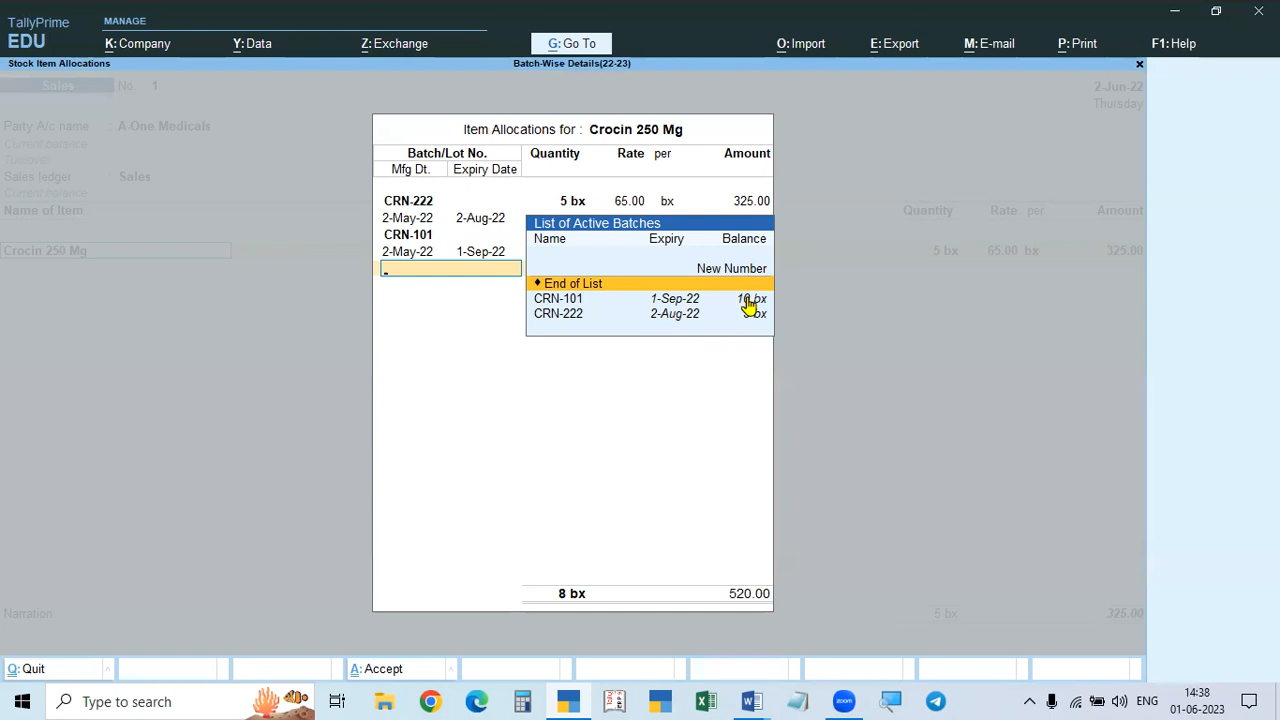 TallyPrime
EDU
MANAGE
K: Company
Y: Data
Z: Exchange
G: Go To
O: Import
E: Export
M: E-mail
P: Print
F1: Help
Stock Item Allocations
Batch-Wise Details(22-23)
Sales No. 1
2-Jun-22
Thursday
Party A/c name A-One Medicals
Current balance
Sales ledger Sales
Current balance
Name of Item
Quantity Rate per Amount
Crocin 250 Mg
5 bx 65.00 bx 325.00
Item Allocations for : Crocin 250 Mg
Batch/Lot No. Quantity Rate per Amount
Mfg Dt. Expiry Date
CRN-222 5 bx 65.00 bx 325.00
2-May-22 2-Aug-22
CRN-101
2-May-22 1-Sep-22
List of Active Batches
Name Expiry Balance
New Number
♦ End of List
CRN-101 1-Sep-22 bx
CRN-222 2-Aug-22 bx
8 bx 520.00
Narration
5 bx 325.00
Q: Quit
A: Accept
Type to search
zoom
ENG
14:38
01-06-2023